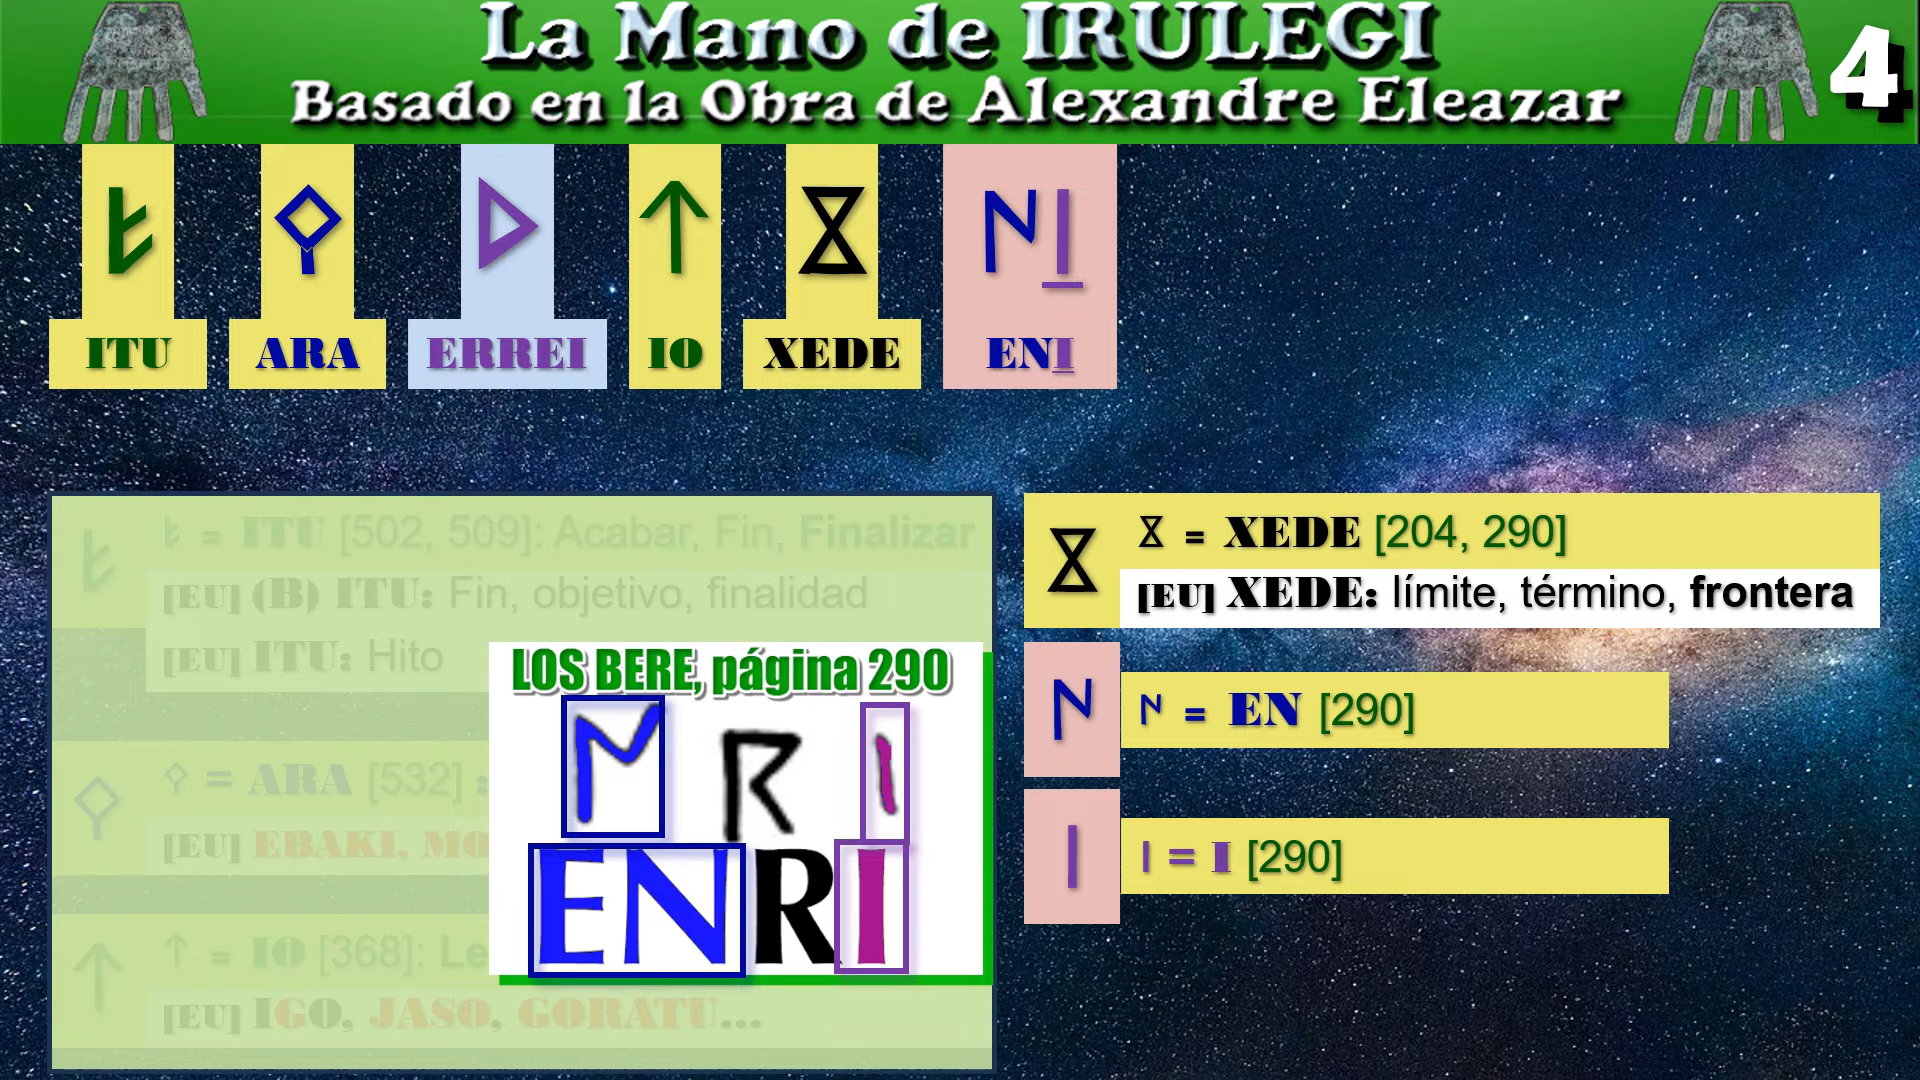 La Mano de IRULEGI
Basado en la Obra de Alexandre Eleazar
4
ITU ARA ERREI IO XEDE ENI
= ITU [502, 509]: Acabar, Fin, Finalizar
[EU] (B) ITU: Fin, objetivo, finalidad
[EU] ITU: Hito
= ARA [532] :
[EU] EBAKI, MO
= IO [368]: Le
[EU] IGO, JASO, GORATU...
LOS BERE, página 290
ENRI
= XEDE [204, 290]
[EU] XEDE: límite, término, frontera
= EN [290]
I = I [290]